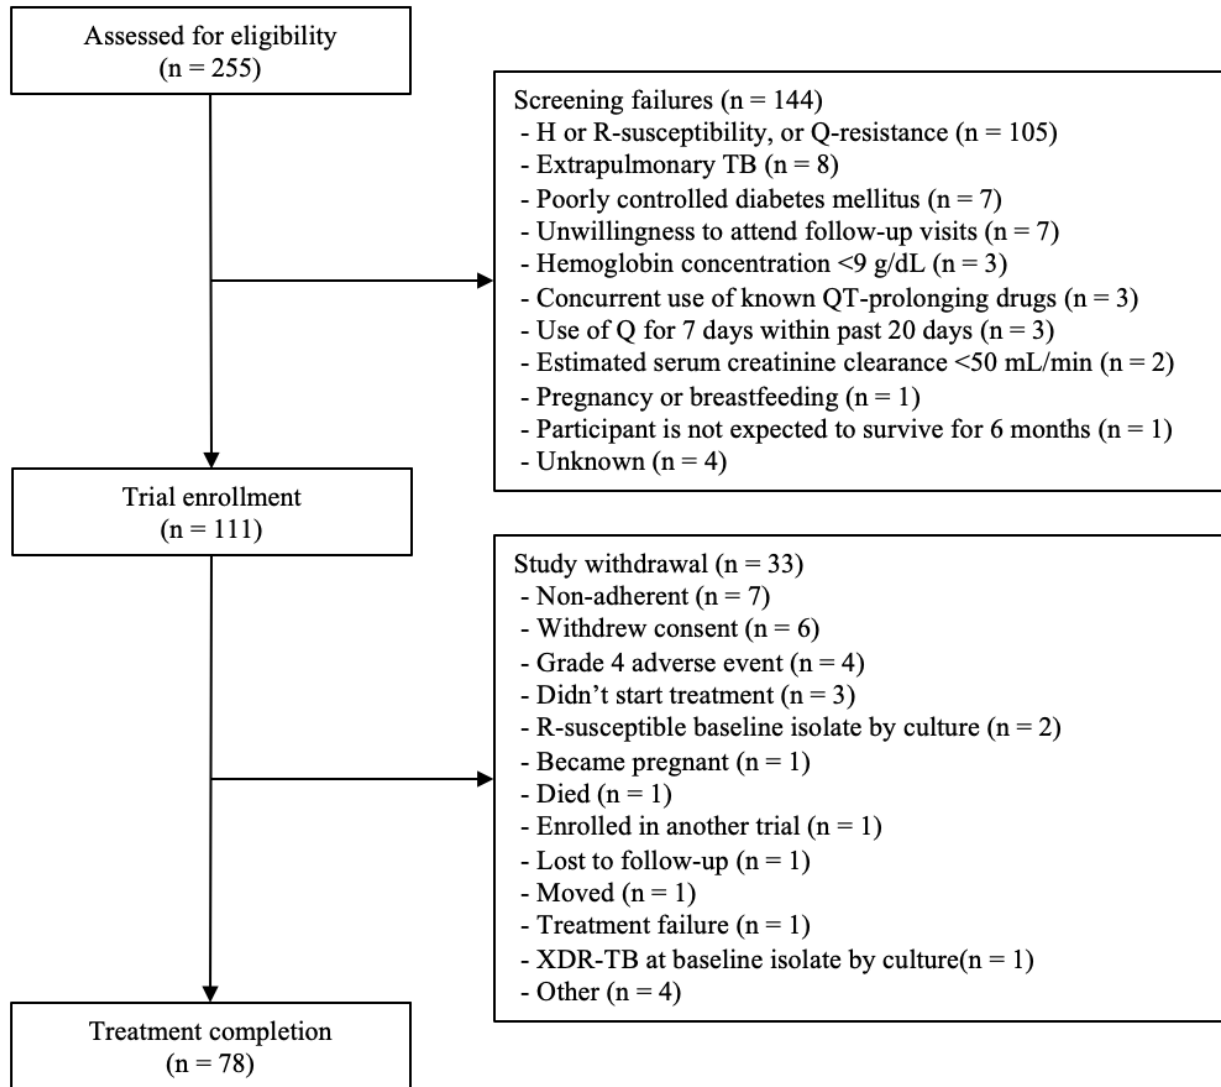 Assessed for eligibility
(n = 255)
Screening failures (n = 144)
- H or R-susceptibility, or Q-resistance (n = 105)
- Extrapulmonary TB (n = 8)
- Poorly controlled diabetes mellitus (n = 7)
- Unwillingness to attend follow-up visits (n = 7)
- Hemoglobin concentration <9 g/dL (n = 3)
- Concurrent use of known QT-prolonging drugs (n = 3)
- Use of Q for 7 days within past 20 days (n = 3)
- Estimated serum creatinine clearance <50 mL/min (n = 2)
- Pregnancy or breastfeeding (n = 1)
- Participant is not expected to survive for 6 months (n = 1)
- Unknown (n = 4)
Trial enrollment
(n = 111)
Study withdrawal (n = 33)
- Non-adherent (n = 7)
- Withdrew consent (n = 6)
- Grade 4 adverse event (n = 4)
- Didn't start treatment (n = 3)
- R-susceptible baseline isolate by culture (n = 2)
- Became pregnant (n = 1)
- Died (n = 1)
- Enrolled in another trial (n = 1)
- Lost to follow-up (n = 1)
- Moved (n = 1)
- Treatment failure (n = 1)
- XDR-TB at baseline isolate by culture(n = 1)
- Other (n = 4)
Treatment completion
(n = 78)